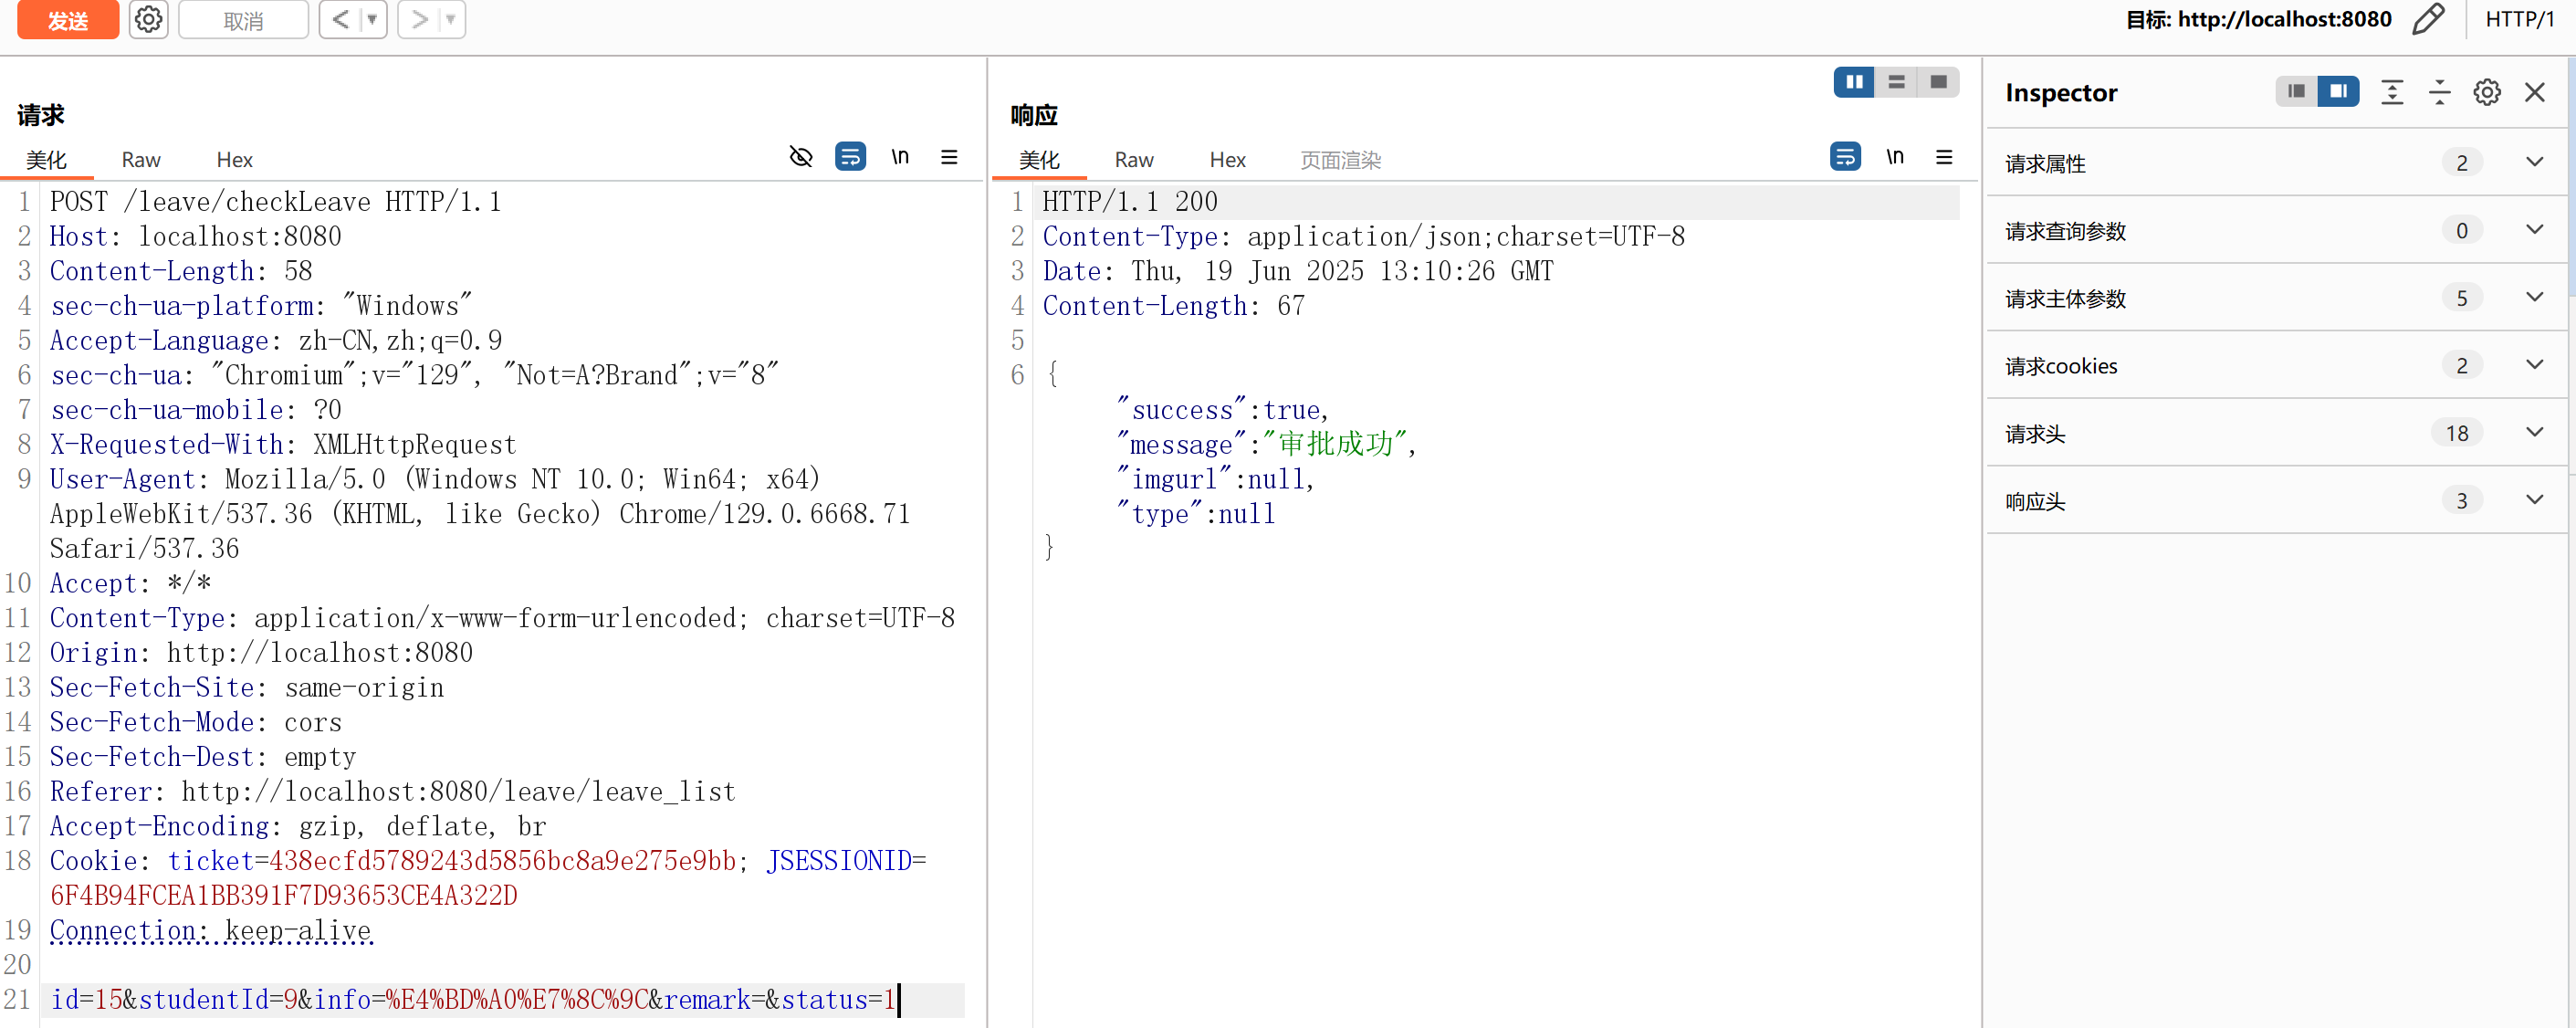 发送
取消
目标: http://localhost:8080
HTTP/1
请求
美化
Raw
Hex
\n
1 POST /leave/checkLeave HTTP/1.1
2 Host: localhost:8080
3 Content-Length: 58
4 sec-ch-ua-platform: "Windows"
5 Accept-Language: zh-CN,zh;q=0.9
6 sec-ch-ua: "Chromium";v="129", "Not=A?Brand";v="8"
7 sec-ch-ua-mobile: ?0
8 X-Requested-With: XMLHttpRequest
9 User-Agent: Mozilla/5.0 (Windows NT 10.0; Win64; x64)
AppleWebKit/537.36 (KHTML, like Gecko) Chrome/129.0.6668.71
Safari/537.36
10 Accept: */*
11 Content-Type: application/x-www-form-urlencoded; charset=UTF-8
12 Origin: http://localhost:8080
13 Sec-Fetch-Site: same-origin
14 Sec-Fetch-Mode: cors
15 Sec-Fetch-Dest: empty
16 Referer: http://localhost:8080/leave/leave_list
17 Accept-Encoding: gzip, deflate, br
18 Cookie: ticket=438ecfd5789243d5856bc8a9e275e9bb; JSESSIONID=
6F4B94FCEA1BB391F7D93653CE4A322D
19 Connection: keep-alive
20
21 id=15&studentId=9&info=%E4%BD%A0%E7%8C%9C&remark=&status=1
响应
美化
Raw
Hex
页面渲染
\n
1 HTTP/1.1 200
2 Content-Type: application/json;charset=UTF-8
3 Date: Thu, 19 Jun 2025 13:10:26 GMT
4 Content-Length: 67
5
6 {
"success":true,
"message":"审批成功",
"imgurl":null,
"type":null
}
Inspector
请求属性 2
请求查询参数 0
请求主体参数 5
请求cookies 2
请求头 18
响应头 3